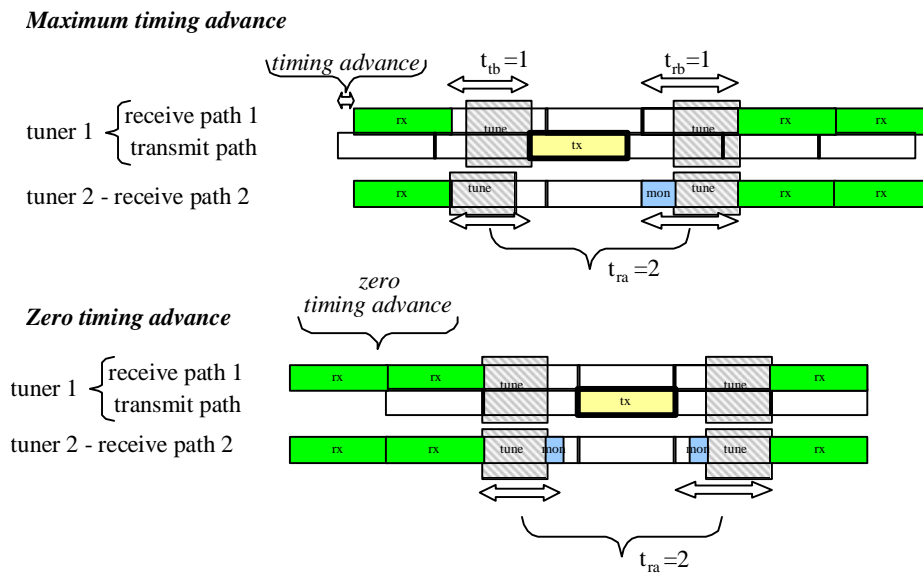 Maximum timing advance
timing advance
t_tb =1
t_rb =1
tuner 1
receive path 1
transmit path
rx
tune
tune
rx
rx
tx
tuner 2 - receive path 2
rx
tune
mon
tune
rx
rx
t_ra =2
zero
timing advance
Zero timing advance
tuner 1
receive path 1
transmit path
rx
rx
tune
tune
rx
tx
tuner 2 - receive path 2
rx
rx
tune
mon
mon
tune
rx
t_ra =2